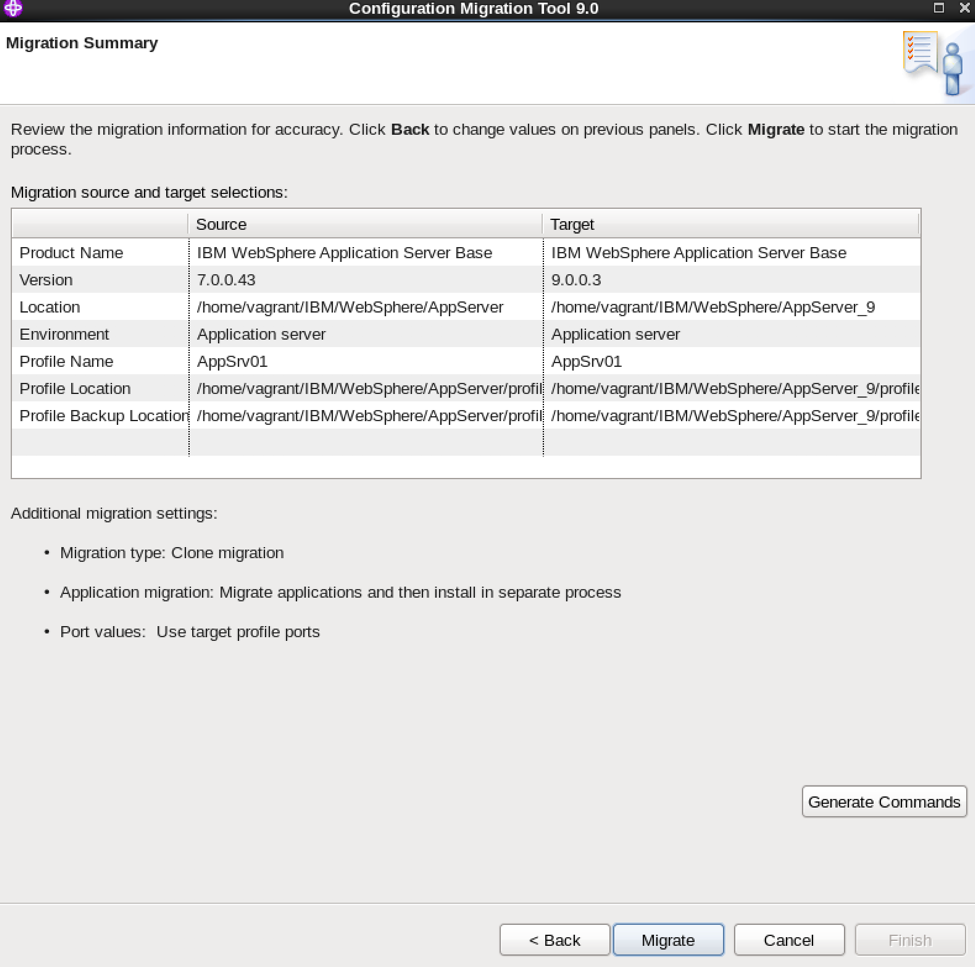 Configuration Migration Tool 9.0
Migration Summary
Review the migration information for accuracy. Click Back to change values on previous panels. Click Migrate to start the migration
process.
Migration source and target selections:
Source Target
Product Name IBM WebSphere Application Server Base IBM WebSphere Application Server Base
Version 7.0.0.43 9.0.0.3
Location /home/vagrant/IBM/WebSphere/AppServer /home/vagrant/IBM/WebSphere/AppServer_9
Environment Application server Application server
Profile Name AppSrv01 AppSrv01
Profile Location /home/vagrant/IBM/WebSphere/AppServer/profil /home/vagrant/IBM/WebSphere/AppServer_9/profile
Profile Backup Location /home/vagrant/IBM/WebSphere/AppServer/profil /home/vagrant/IBM/WebSphere/AppServer_9/profile
Additional migration settings:
• Migration type: Clone migration
• Application migration: Migrate applications and then install in separate process
• Port values: Use target profile ports
Generate Commands
< Back Migrate Cancel Finish